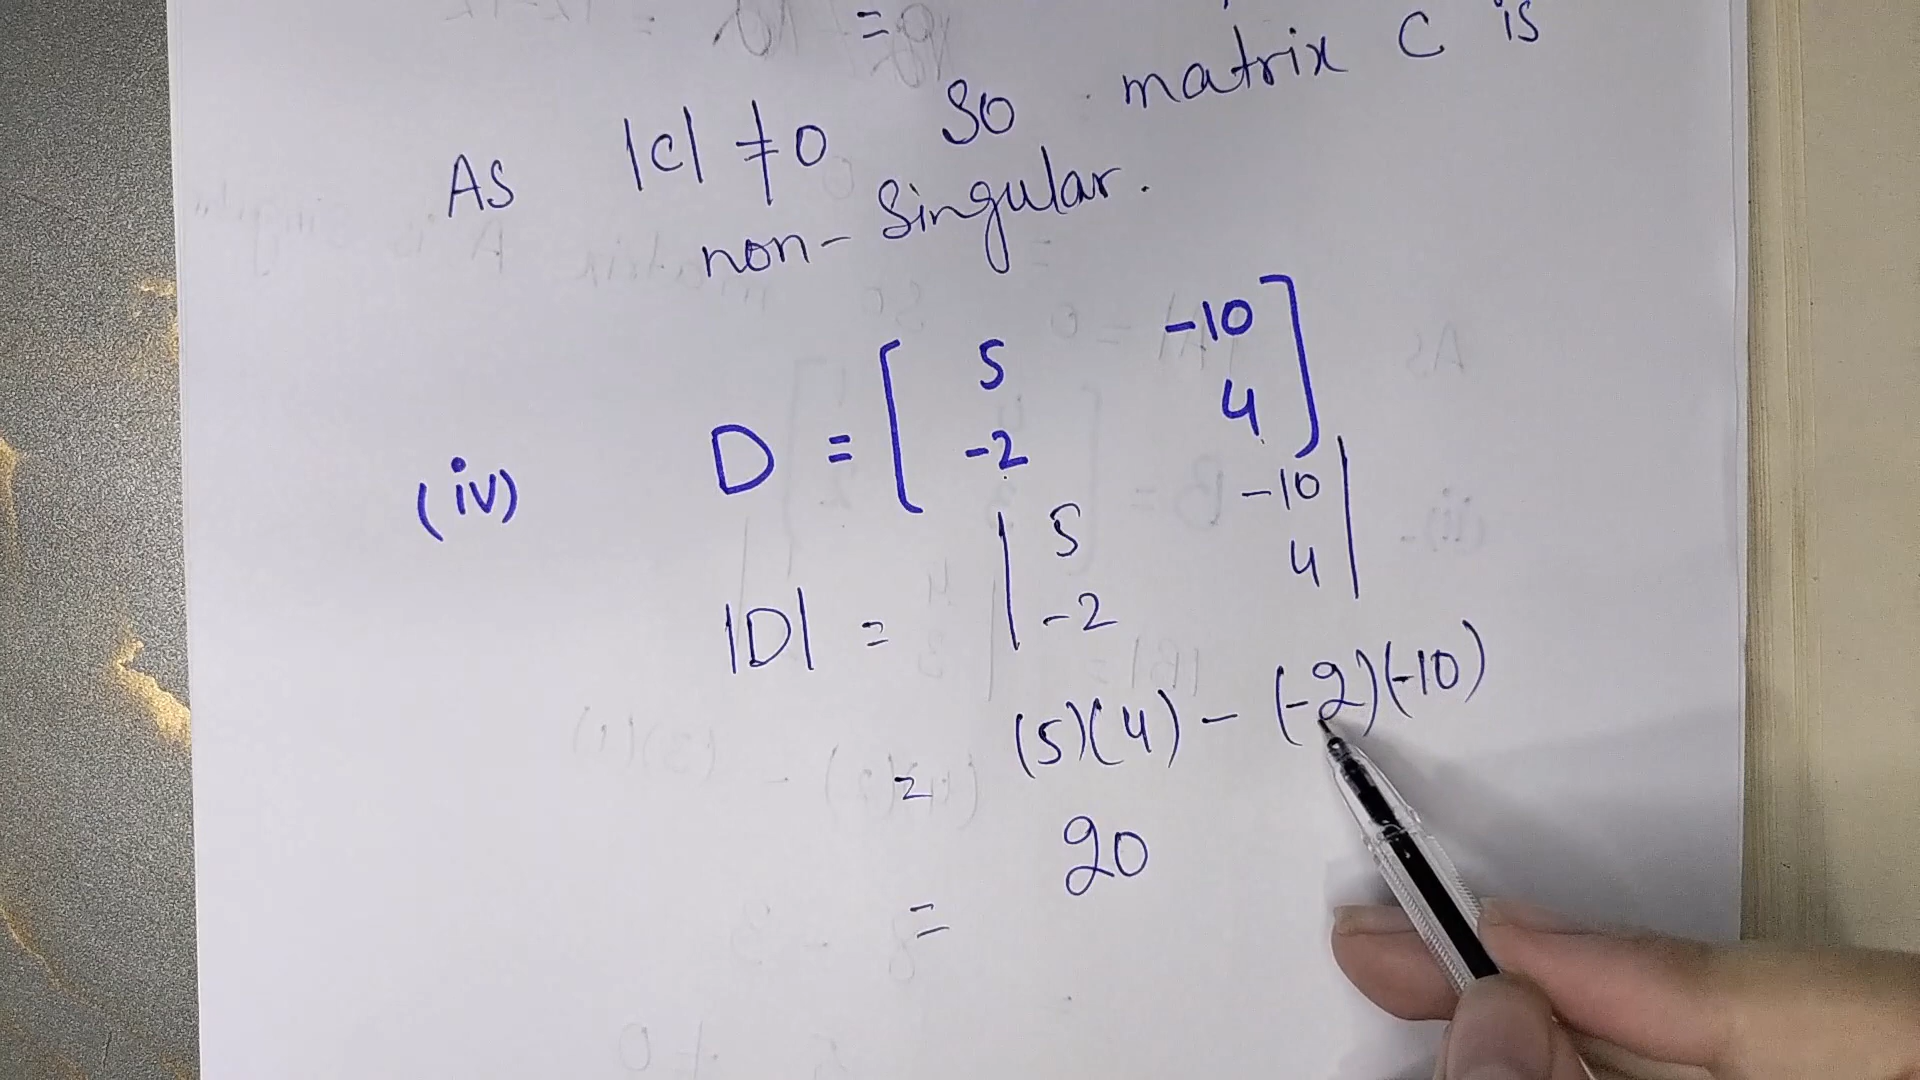 As |C| ≠ 0 So matrix C is
non-Singular.
(iv) D = [ 5 -10
-2 4 ]
|D| = | 5 -10
-2 4 |
= (5)(4) - (-2)(-10)
= 20